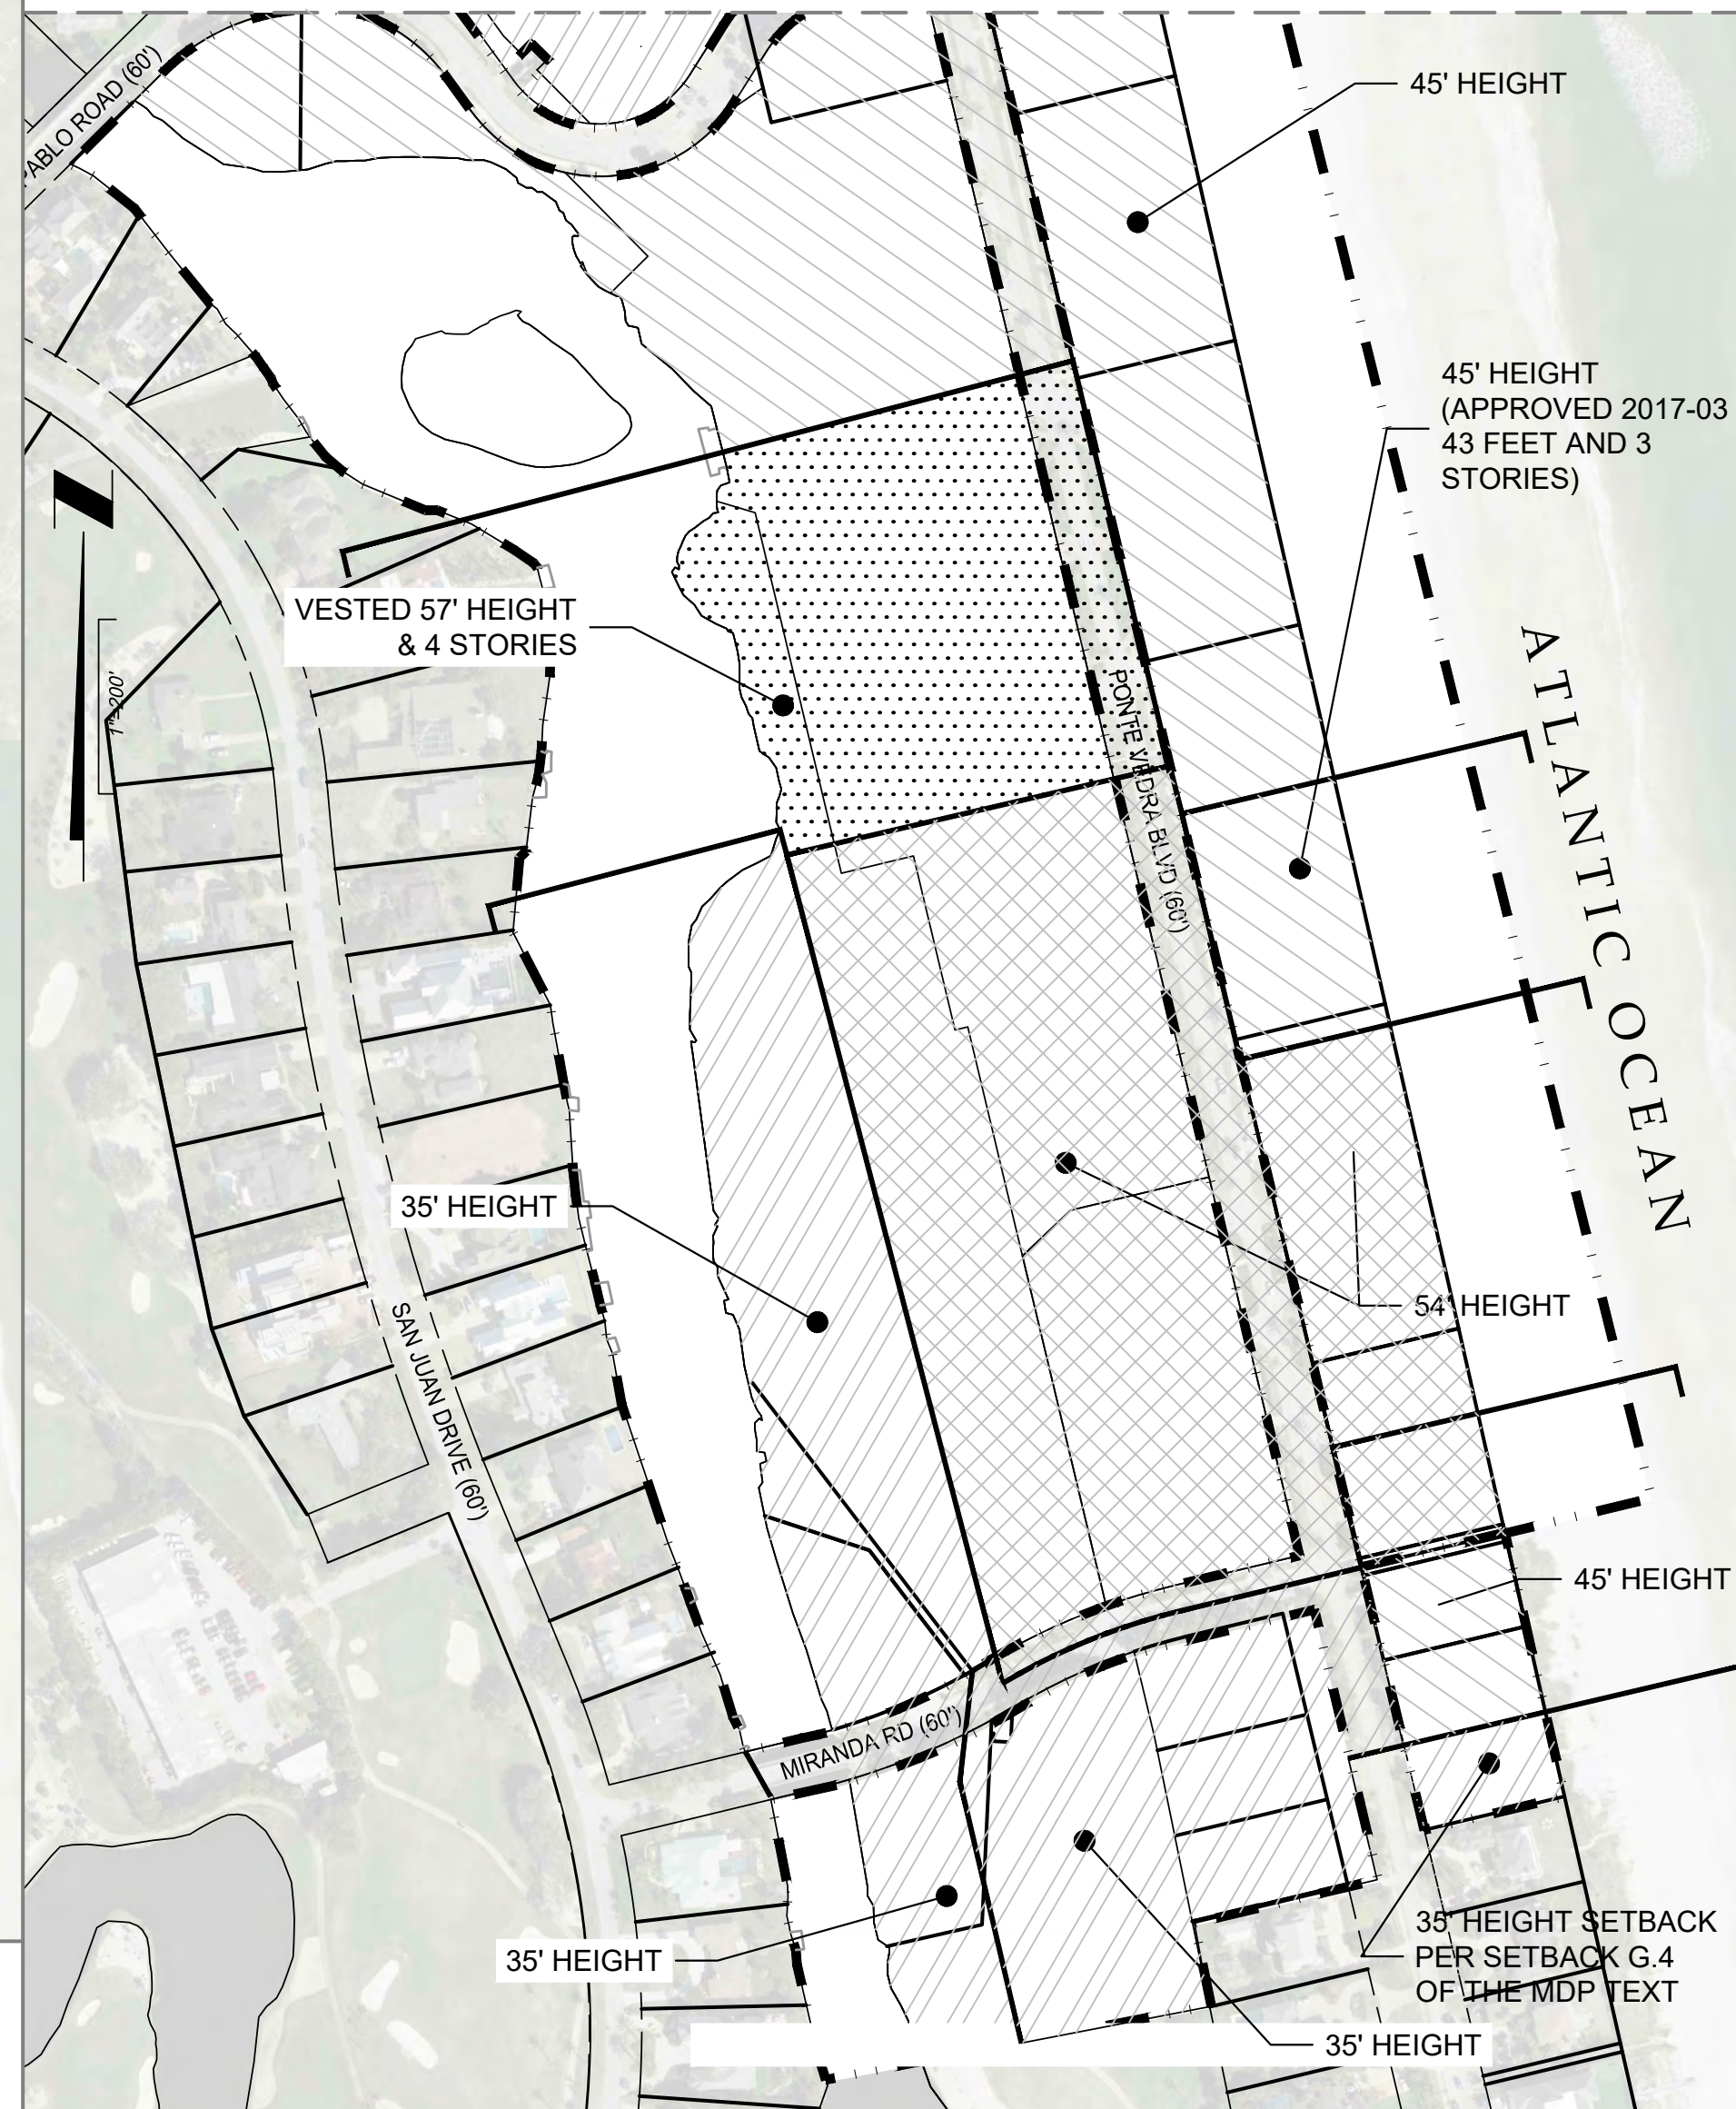 PABLO ROAD (60')
45' HEIGHT
45' HEIGHT
(APPROVED 2017-03
43 FEET AND 3
STORIES)
N
VESTED 57' HEIGHT
& 4 STORIES
1"=200'
PONTE VEDRA BLVD (60')
ATLANTIC OCEAN
35' HEIGHT
54' HEIGHT
SAN JUAN DRIVE (60')
45' HEIGHT
MIRANDA RD (60')
35' HEIGHT
35' HEIGHT SETBACK
PER SETBACK G.4
OF THE MDP TEXT
35' HEIGHT